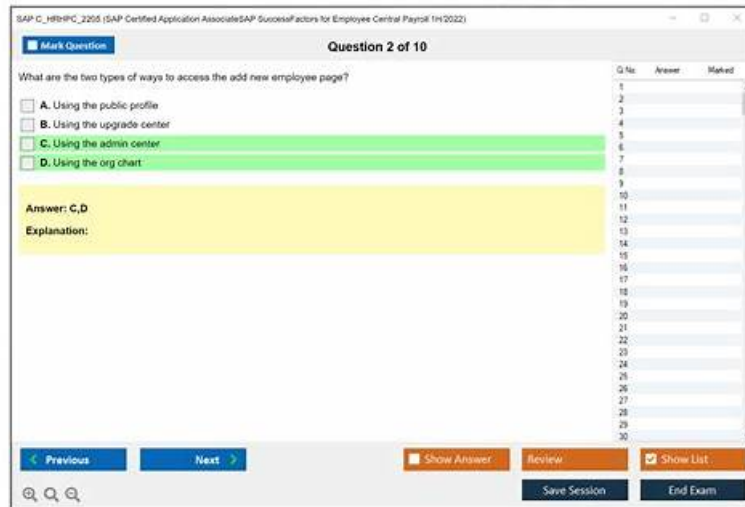 SAP C_HRHPC_2205 (SAP Certified Application AssociateSAP SuccessFactors for Employee Central Payroll 1H/2022)
Mark Question
Question 2 of 10
What are the two types of ways to access the add new employee page?
A. Using the public profile
B. Using the upgrade center
C. Using the admin center
D. Using the org chart
Answer: C,D
Explanation:
Q.No. Answer Marked
1
2
3
4
5
6
7
8
9
10
11
12
13
14
15
16
17
18
19
20
21
22
23
24
25
26
27
28
29
30
Previous
Next
Show Answer
Review
Show List
Save Session
End Exam